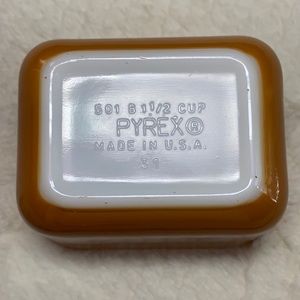 501 B 1 1/2 CUP
PYREX®
MADE IN U.S.A.
31